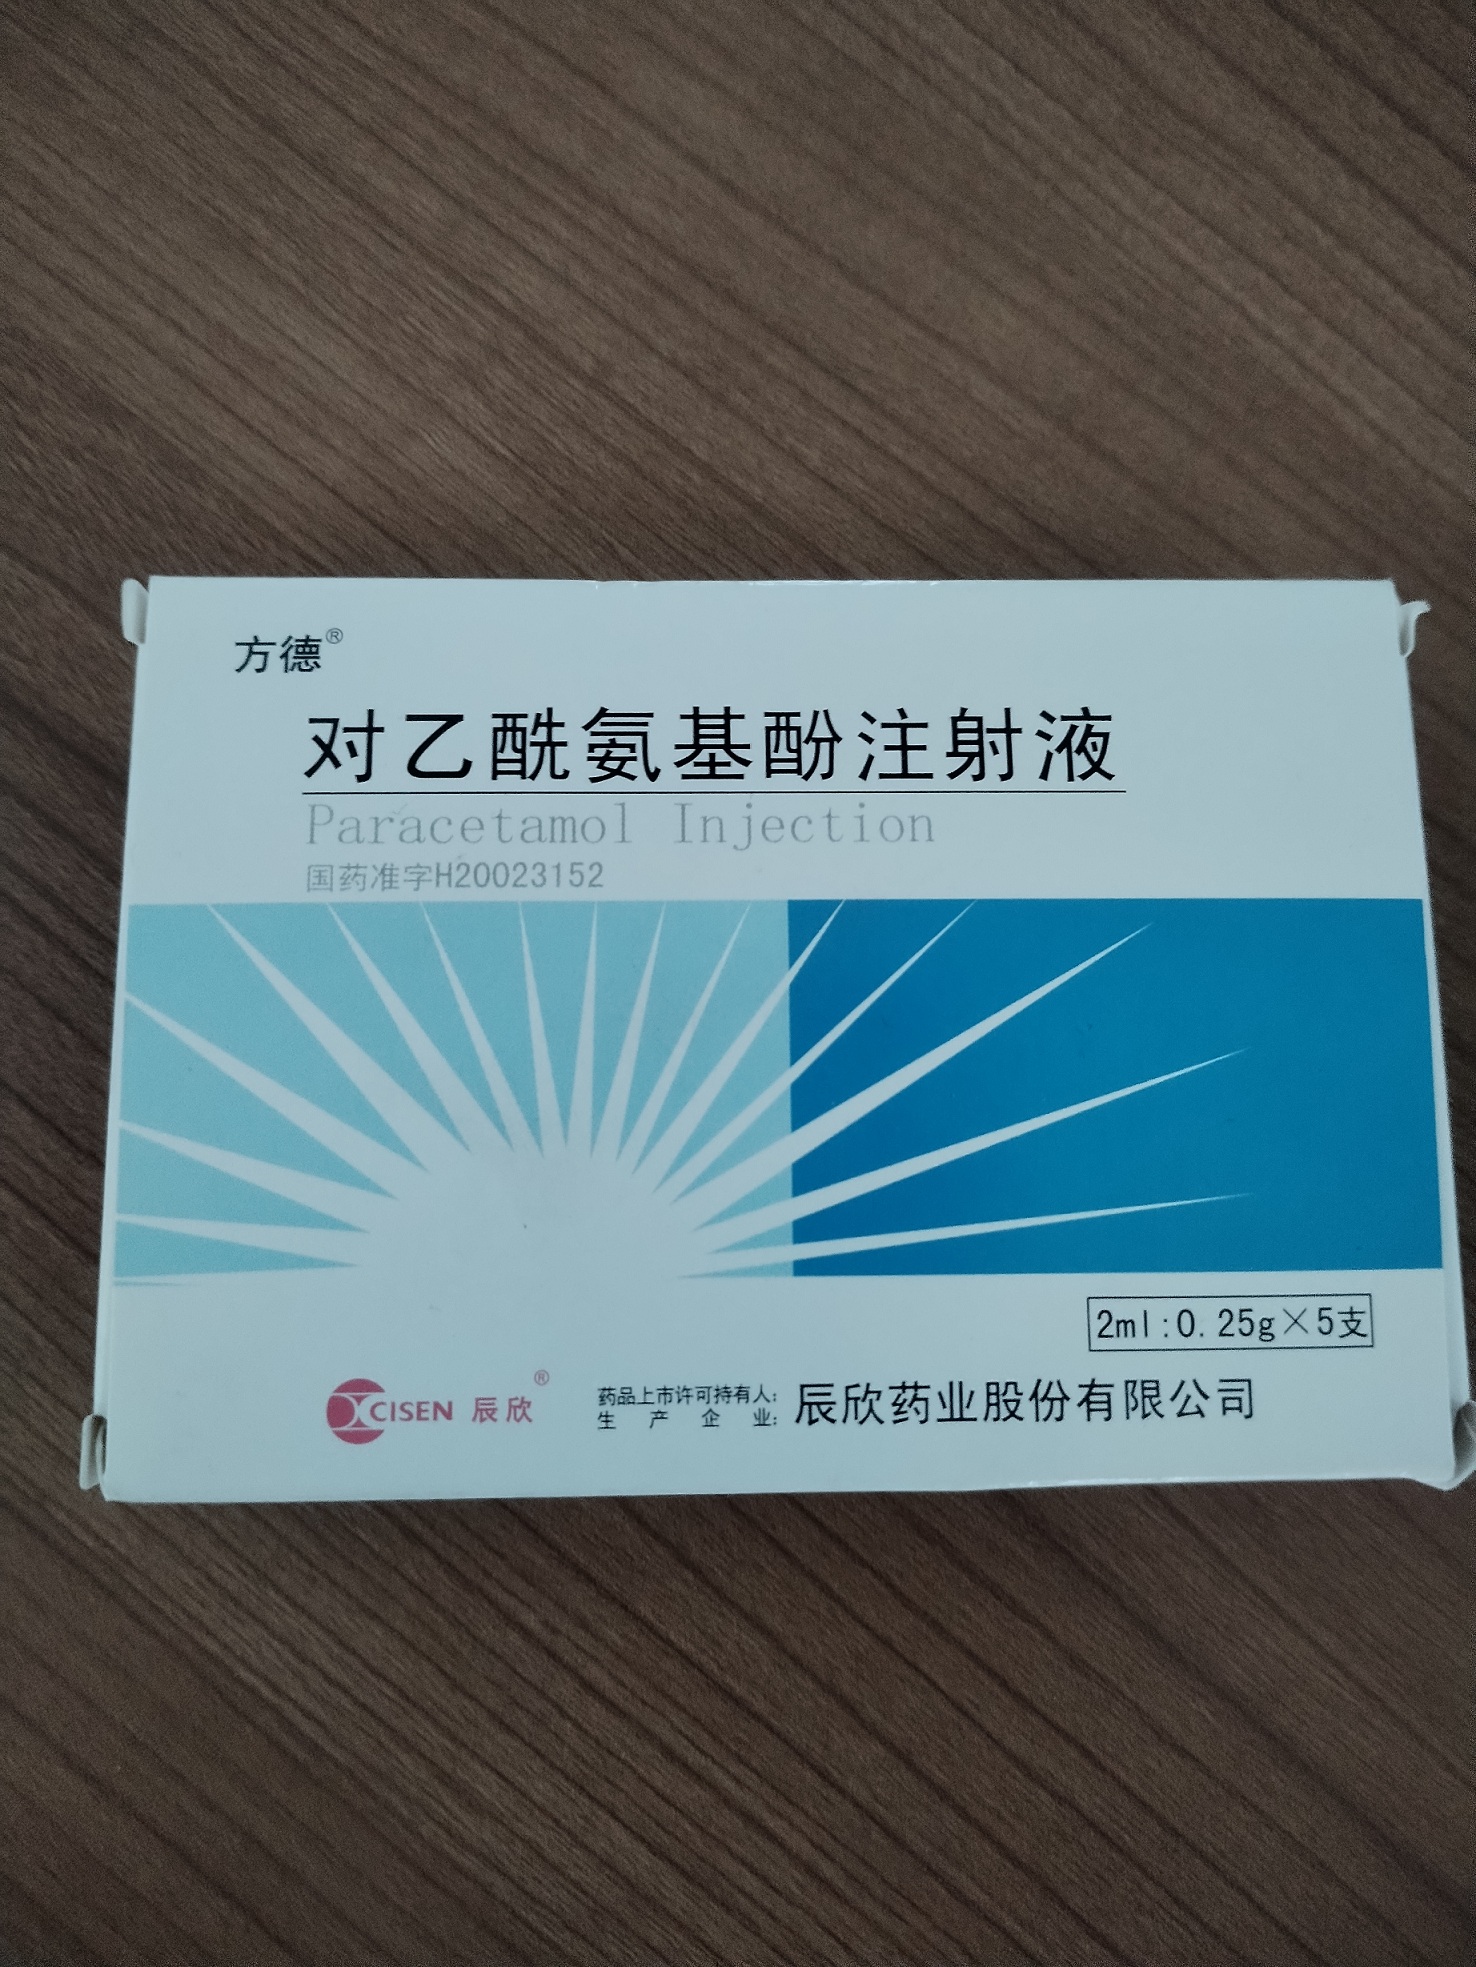 方德®
对乙酰氨基酚注射液
Paracetamol Injection
国药准字H20023152
2ml:0.25g×5支
CISEN 辰欣®
药品上市许可持有人:
生产企业:
辰欣药业股份有限公司